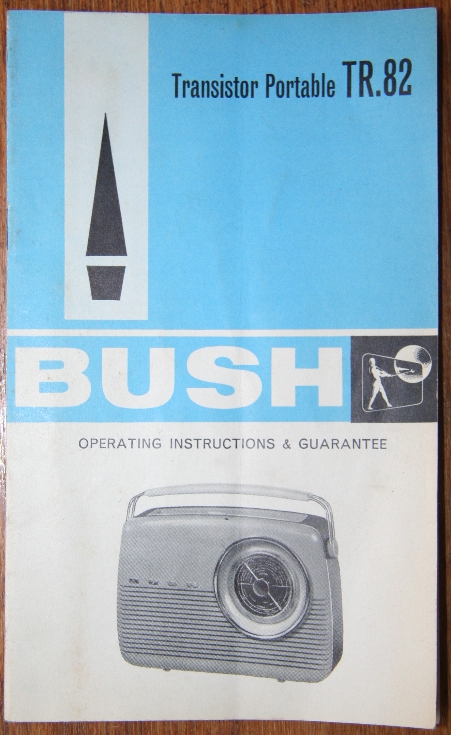 Transistor Portable TR.82
BUSH
OPERATING INSTRUCTIONS & GUARANTEE